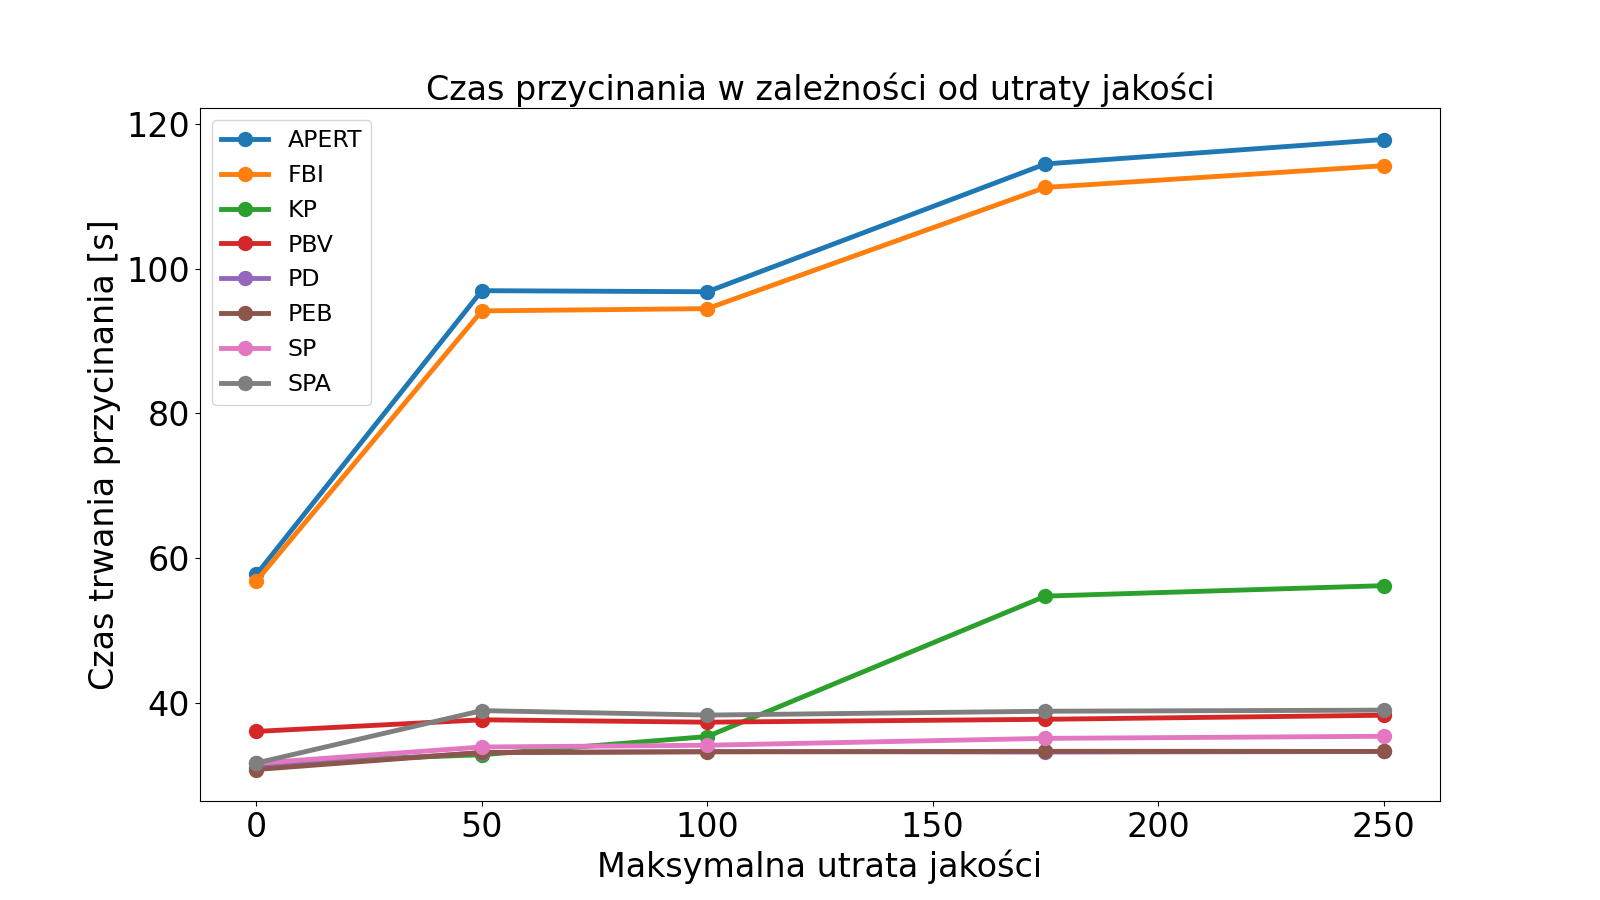 Czas przycinania w zależności od utraty jakości
Czas trwania przycinania [s]
120
100
80
60
40
APERT
FBI
KP
PBV
PD
PEB
SP
SPA
0 50 100 150 200 250
Maksymalna utrata jakości